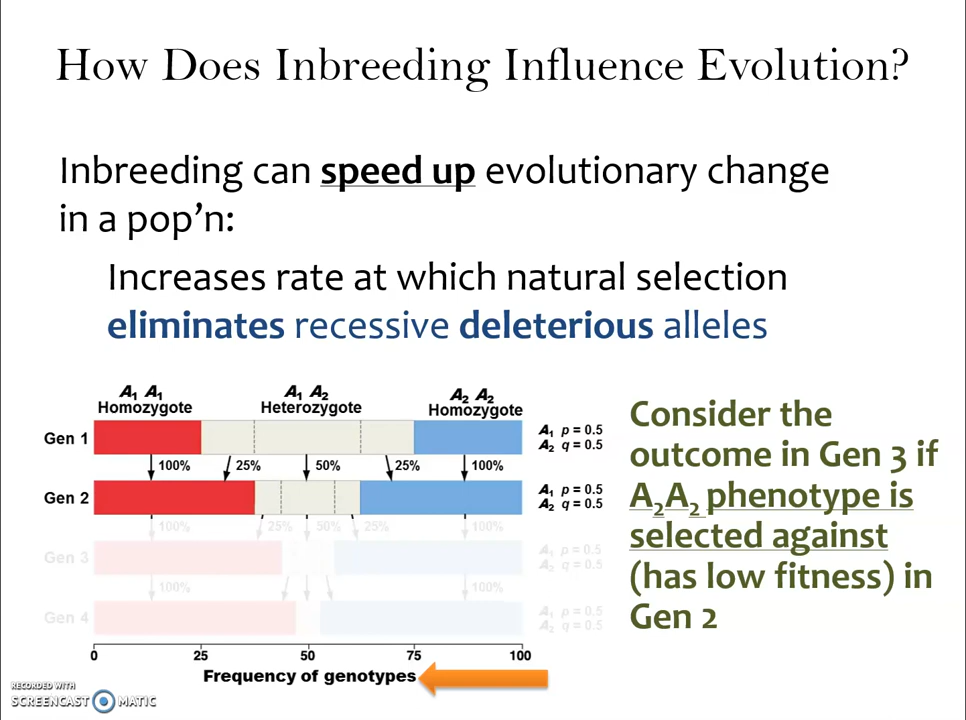 How Does Inbreeding Influence Evolution?
Inbreeding can speed up evolutionary change
in a pop’n:
Increases rate at which natural selection
eliminates recessive deleterious alleles
A₁ A₁ A₁ A₂ A₂ A₂
Homozygote Heterozygote Homozygote
Gen 1 A₁ p = 0.5
A₂ q = 0.5
100% 25% 50% 25% 100%
Gen 2 A₁ p = 0.5
A₂ q = 0.5
100% 25% 50% 25% 100%
Gen 3 A₁ p = 0.5
A₂ q = 0.5
100% 100%
Gen 4 A₁ p = 0.5
A₂ q = 0.5
0 25 50 75 100
Frequency of genotypes
Consider the
outcome in Gen 3 if
A₂A₂ phenotype is
selected against
(has low fitness) in
Gen 2
RECORDED WITH
SCREENCAST MATIC